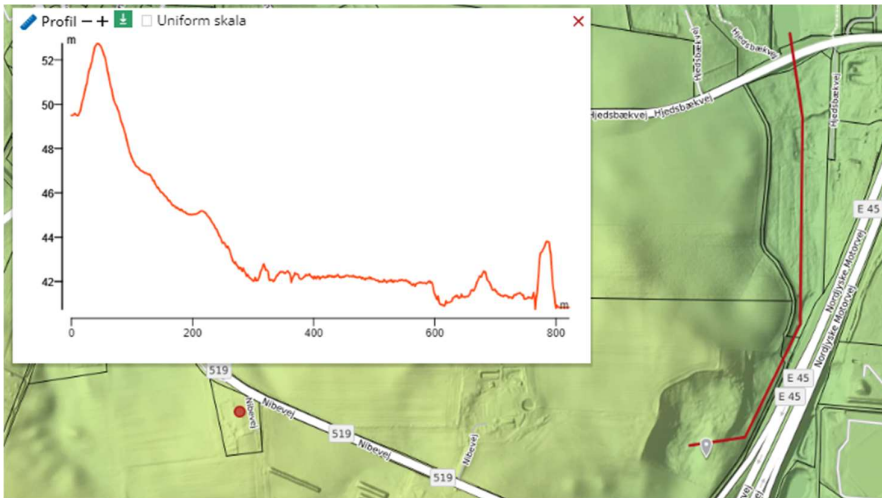 Profil − +
Uniform skala
m
52
50
48
46
44
42
m
0
200
400
600
800
Hjedsbækvej
Hjedsbækvej
Hjedsbækvej
Hjedsbækvej
Hjedsbækvej
E 45
Nordjyske Motorvej
Nordjyske Motorvej
E 45
E 45
519
Nibevej
Nibevej
519
Nibevej
Nibevej
519